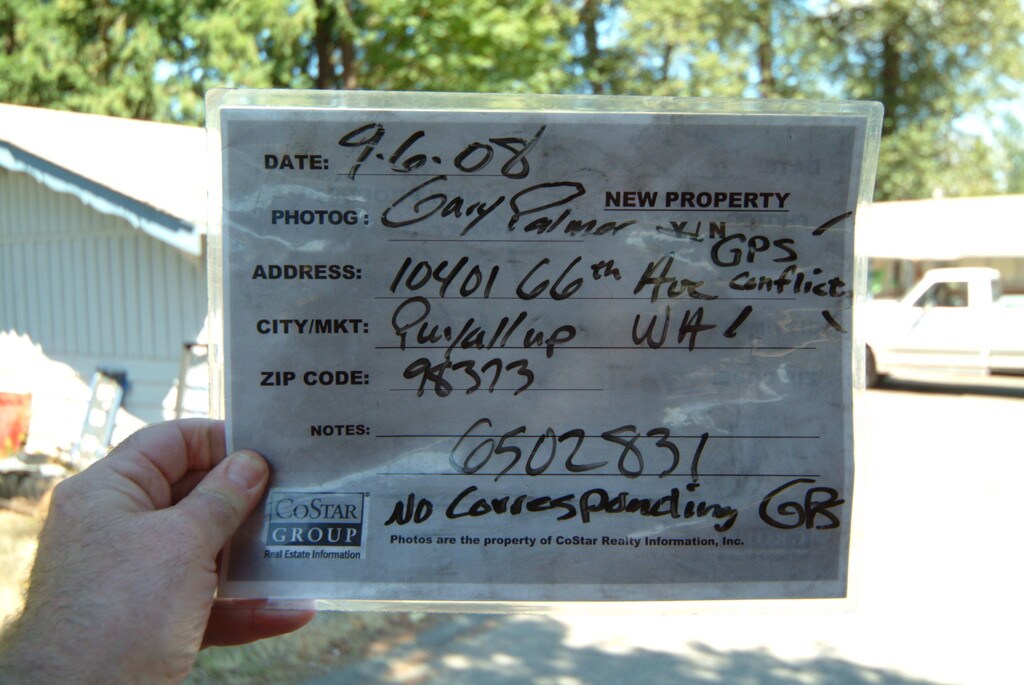 DATE: 9.6.08
PHOTOG: Gary Palmer NEW PROPERTY
Y/N GPS
ADDRESS: 10401 66th Ave Conflict
CITY/MKT: Puyallup WA
ZIP CODE: 98373
NOTES: 6502831
No Corresponding GPS
COSTAR
GROUP
Real Estate Information
Photos are the property of CoStar Realty Information, Inc.